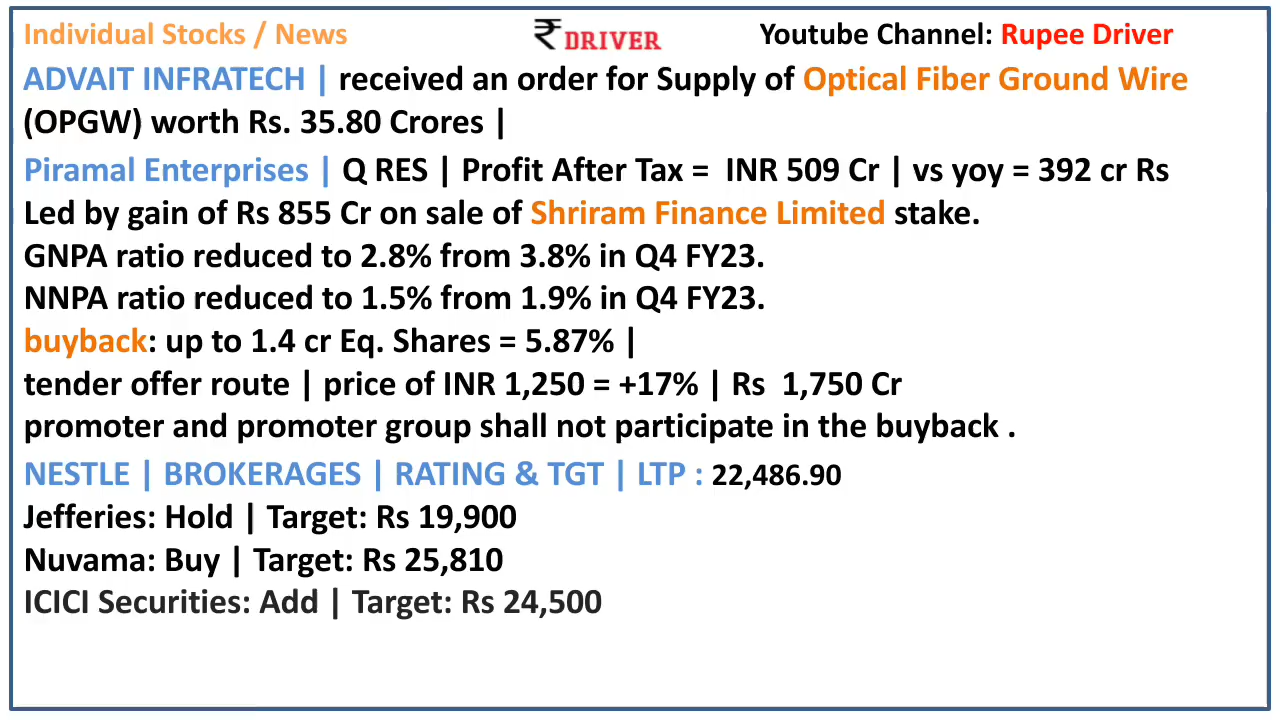 Individual Stocks / News
₹ DRIVER
Youtube Channel: Rupee Driver
ADVAIT INFRATECH | received an order for Supply of Optical Fiber Ground Wire
(OPGW) worth Rs. 35.80 Crores |
Piramal Enterprises | Q RES | Profit After Tax = INR 509 Cr | vs yoy = 392 cr Rs
Led by gain of Rs 855 Cr on sale of Shriram Finance Limited stake.
GNPA ratio reduced to 2.8% from 3.8% in Q4 FY23.
NNPA ratio reduced to 1.5% from 1.9% in Q4 FY23.
buyback: up to 1.4 cr Eq. Shares = 5.87% |
tender offer route | price of INR 1,250 = +17% | Rs 1,750 Cr
promoter and promoter group shall not participate in the buyback .
NESTLE | BROKERAGES | RATING & TGT | LTP : 22,486.90
Jefferies: Hold | Target: Rs 19,900
Nuvama: Buy | Target: Rs 25,810
ICICI Securities: Add | Target: Rs 24,500